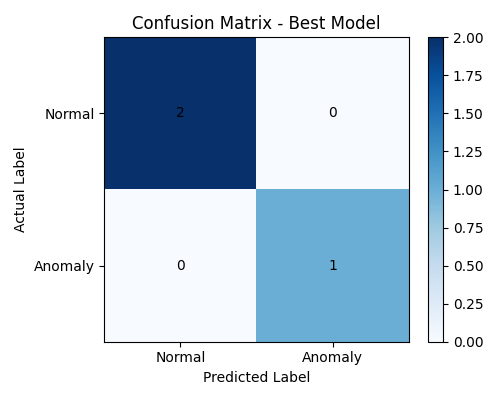 Confusion Matrix - Best Model
Actual Label
Normal
Anomaly
2
0
0
1
Normal
Anomaly
Predicted Label
2.00
1.75
1.50
1.25
1.00
0.75
0.50
0.25
0.00